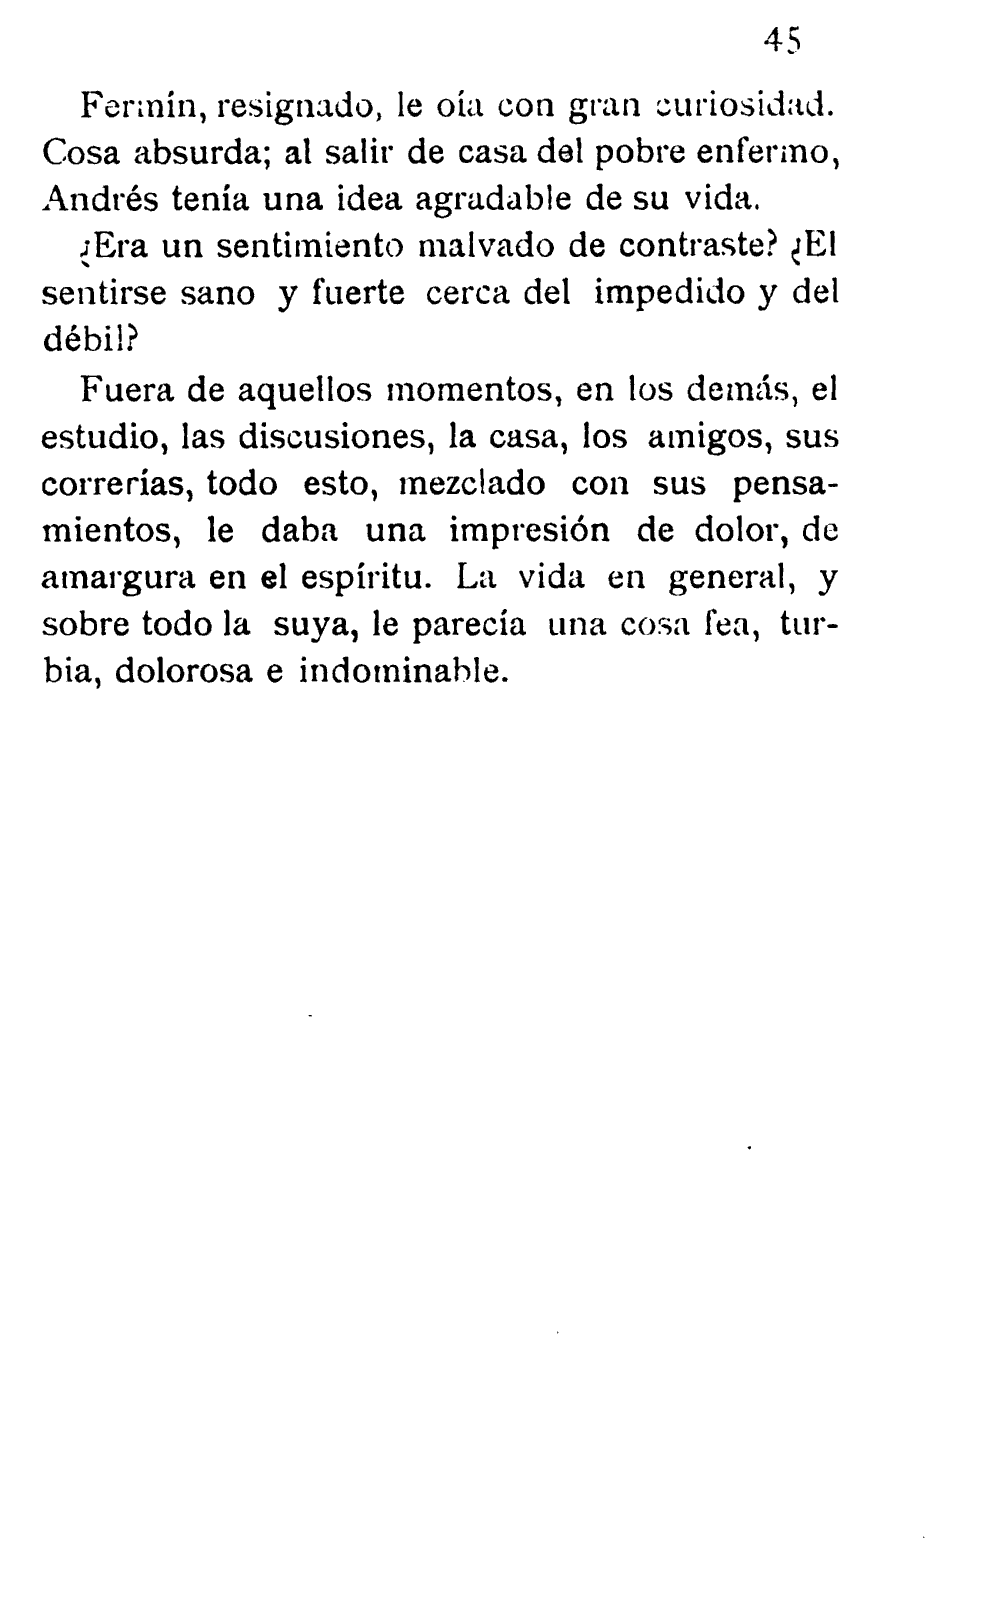 45
Fermín, resignado, le oía con gran curiosidad.
Cosa absurda; al salir de casa del pobre enfermo,
Andrés tenía una idea agradable de su vida.
¿Era un sentimiento malvado de contraste? ¿El
sentirse sano y fuerte cerca del impedido y del
débil?
Fuera de aquellos momentos, en los demás, el
estudio, las discusiones, la casa, los amigos, sus
correrías, todo esto, mezclado con sus pensa-
mientos, le daba una impresión de dolor, de
amargura en el espíritu. La vida en general, y
sobre todo la suya, le parecía una cosa fea, tur-
bia, dolorosa e indominable.